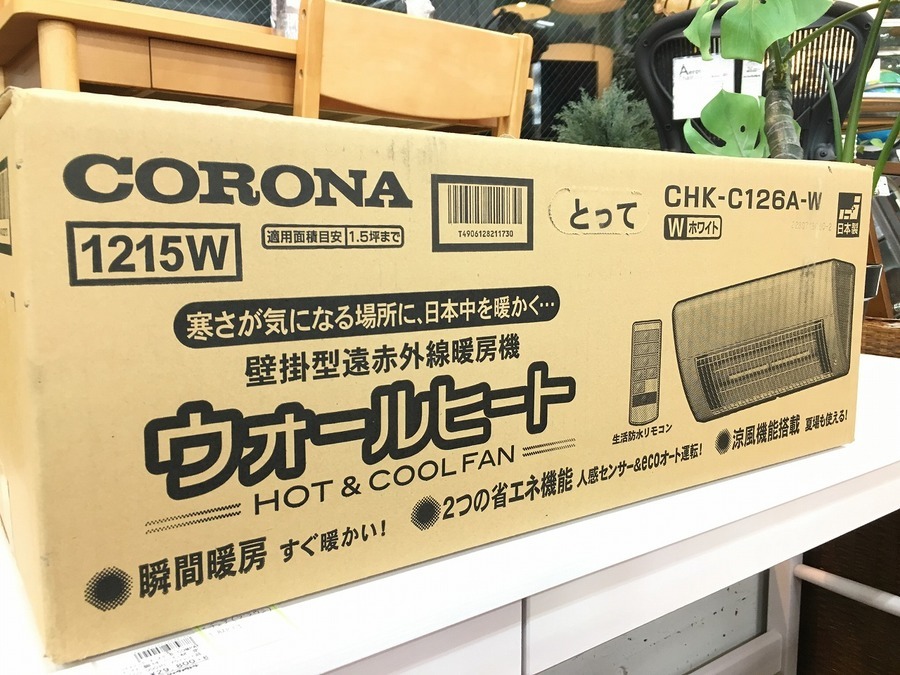 CORONA
1215W
適用面積目安 1.5坪まで
T4906128211730
とって
CHK-C126A-W
W ホワイト
日本製
寒さが気になる場所に、日本中を暖かく…
壁掛型遠赤外線暖房機
ウォールヒート
HOT & COOL FAN
生活防水リモコン
瞬間暖房 すぐ暖かい!
2つの省エネ機能 人感センサー&ecoオート運転!
涼風機能搭載 夏場も使える!